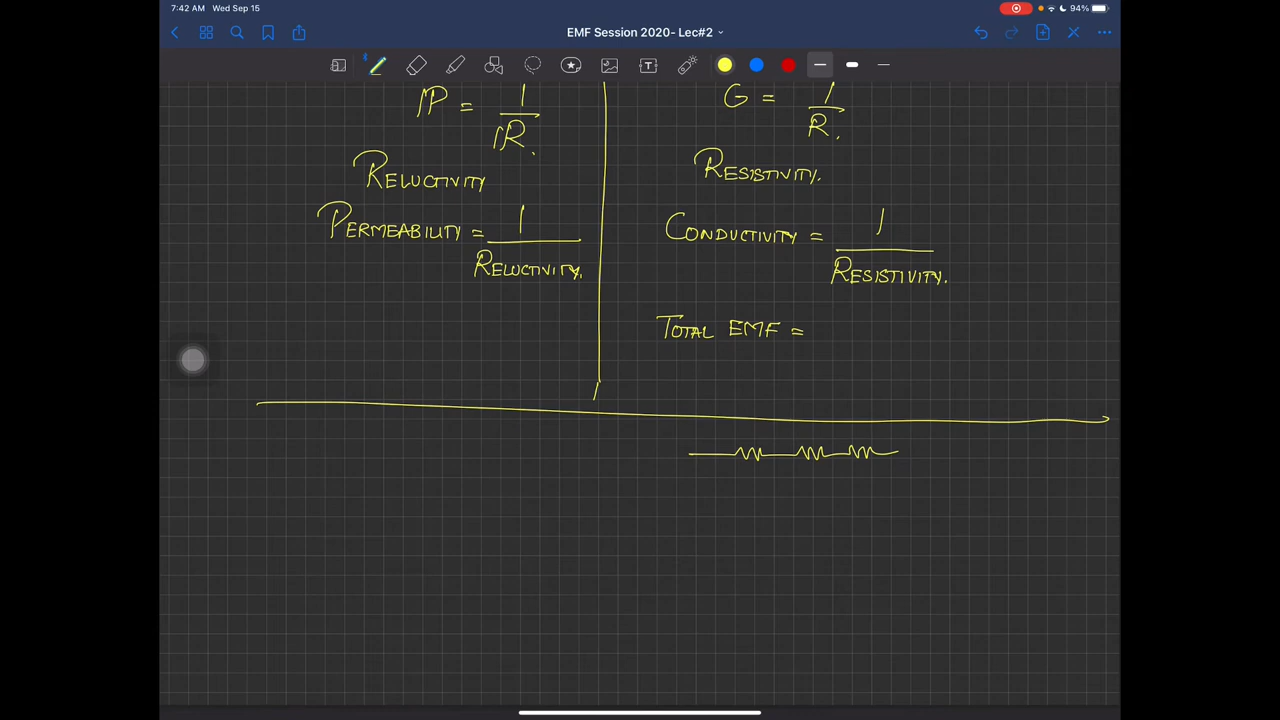 7:42 AM Wed Sep 15
94%
EMF Session 2020- Lec#2
P = 1/R.
RELUCTIVITY
PERMEABILITY = 1/RELUCTIVITY.
G = 1/R.
RESISTIVITY.
CONDUCTIVITY = 1/RESISTIVITY.
TOTAL EMF =